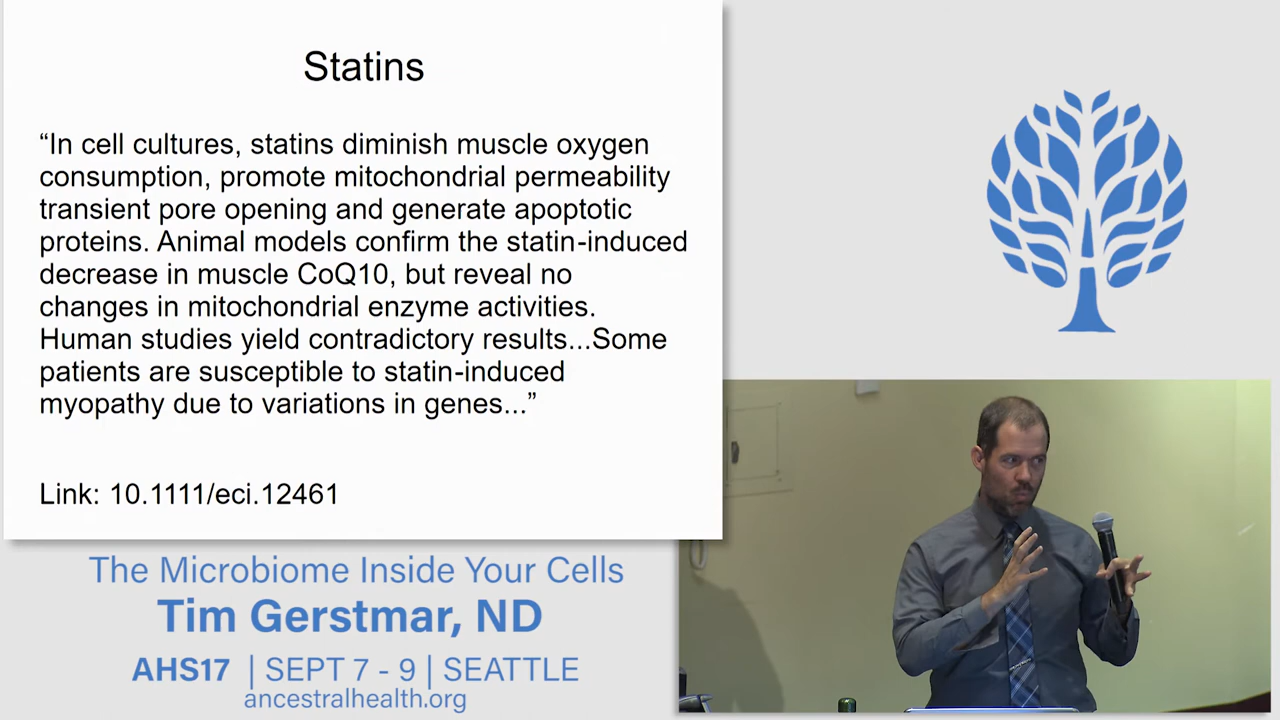 Statins
“In cell cultures, statins diminish muscle oxygen
consumption, promote mitochondrial permeability
transient pore opening and generate apoptotic
proteins. Animal models confirm the statin-induced
decrease in muscle CoQ10, but reveal no
changes in mitochondrial enzyme activities.
Human studies yield contradictory results...Some
patients are susceptible to statin-induced
myopathy due to variations in genes...”
Link: 10.1111/eci.12461
The Microbiome Inside Your Cells
Tim Gerstmar, ND
AHS17 | SEPT 7 - 9 | SEATTLE
ancestralhealth.org